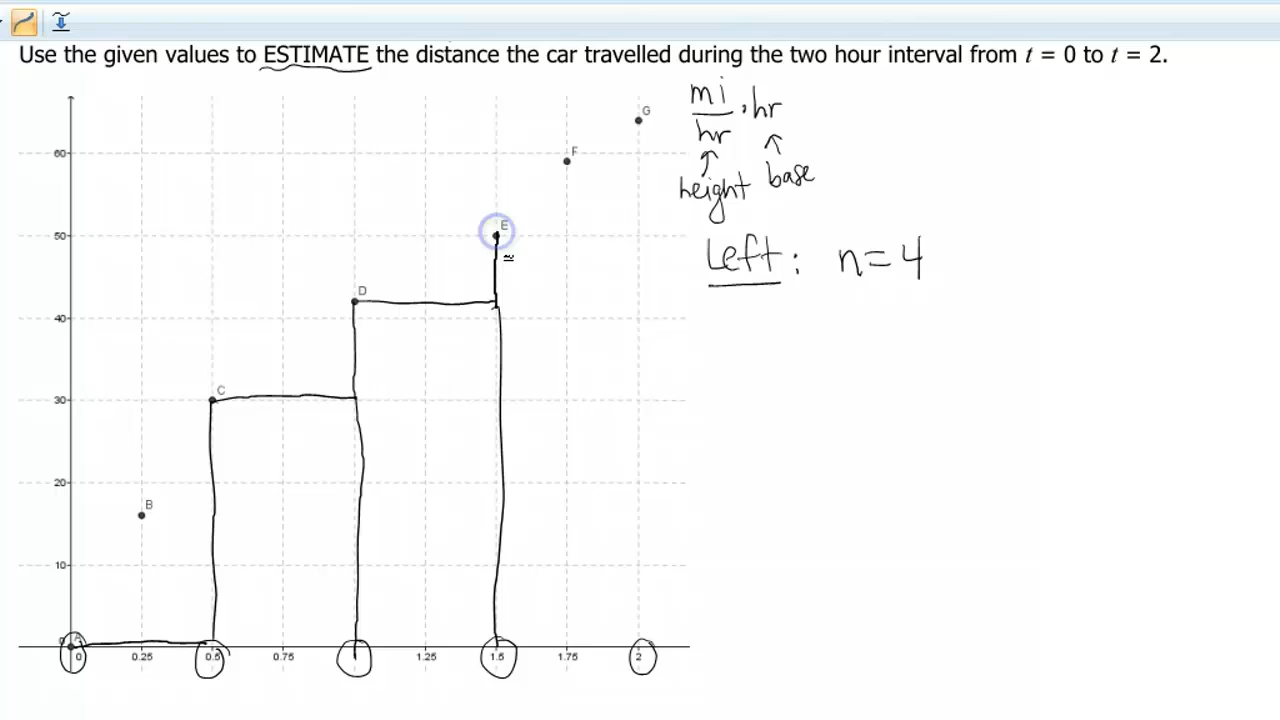 Use the given values to ESTIMATE the distance the car travelled during the two hour interval from t = 0 to t = 2.
mi
hr
· hr
height
base
Left: n=4
G
60
F
50
E
D
40
C
30
20
B
10
A
0
0.25
0.5
0.75
1.25
1.5
1.75
2